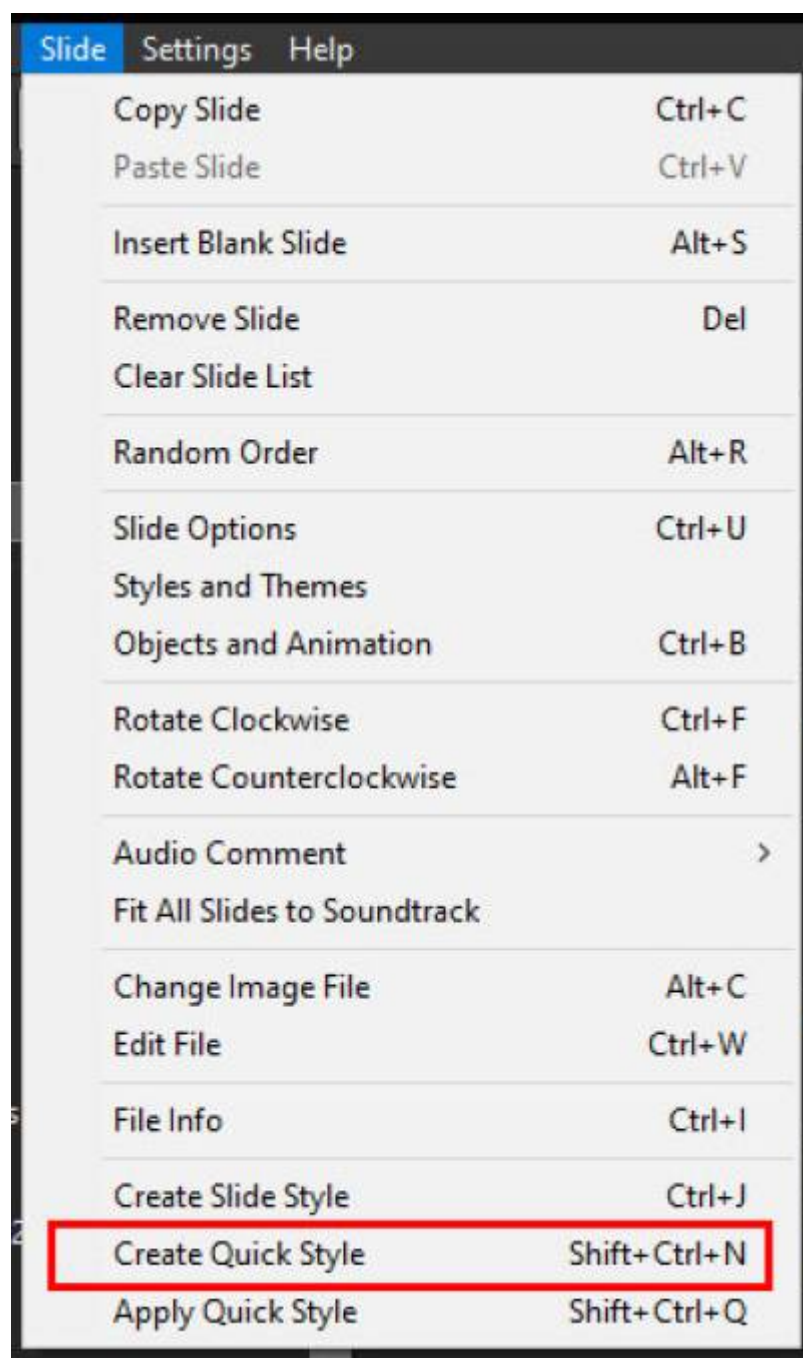 Slide Settings Help
Copy Slide Ctrl+C
Paste Slide Ctrl+V
Insert Blank Slide Alt+S
Remove Slide Del
Clear Slide List
Random Order Alt+R
Slide Options Ctrl+U
Styles and Themes
Objects and Animation Ctrl+B
Rotate Clockwise Ctrl+F
Rotate Counterclockwise Alt+F
Audio Comment >
Fit All Slides to Soundtrack
Change Image File Alt+C
Edit File Ctrl+W
File Info Ctrl+I
Create Slide Style Ctrl+J
Create Quick Style Shift+Ctrl+N
Apply Quick Style Shift+Ctrl+Q